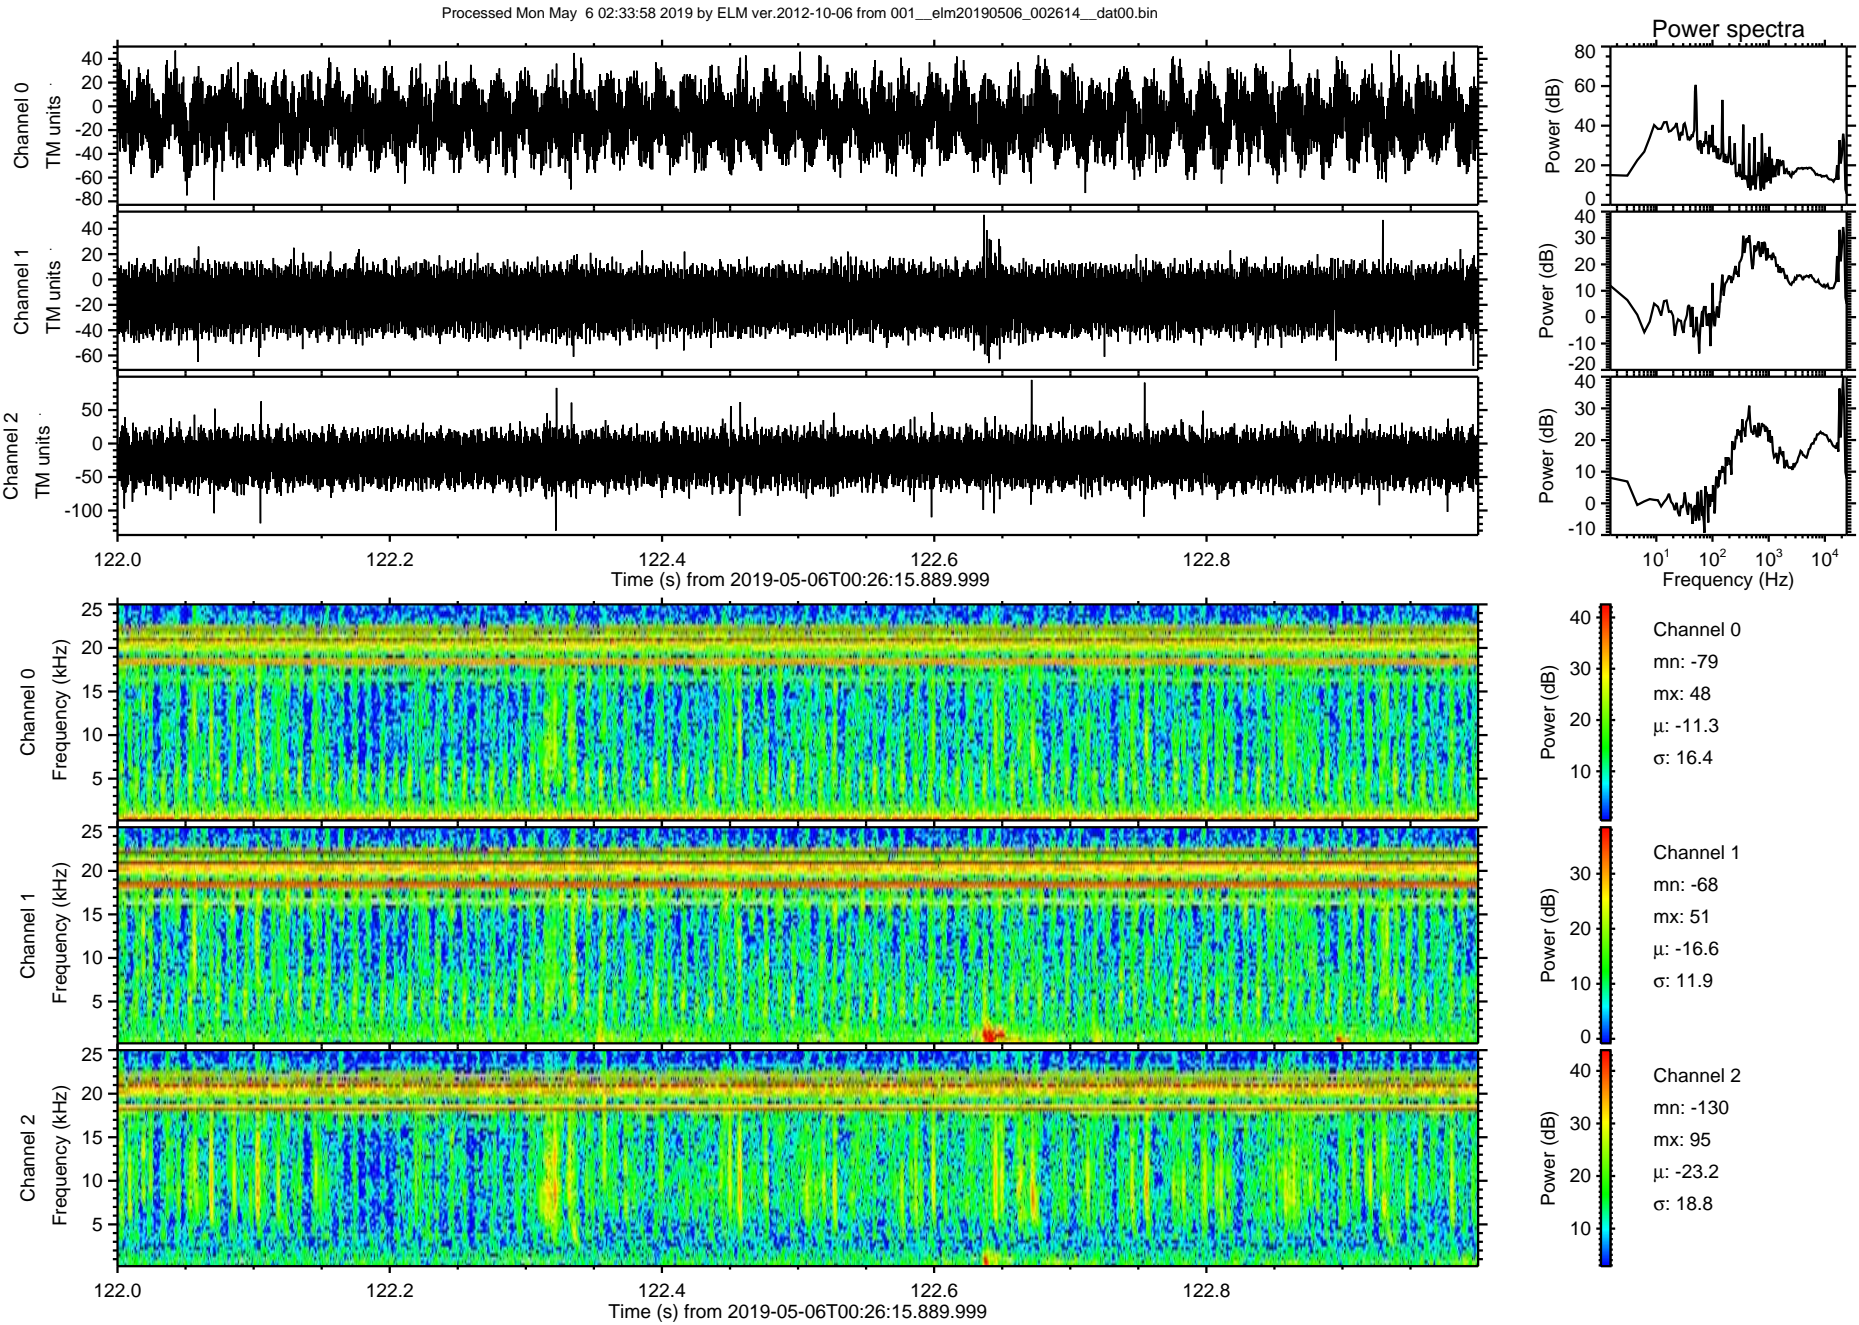 Processed Mon May  6 02:33:58 2019 by ELM ver.2012-10-06 from 001__elm20190506_002614__dat00.bin
Power spectra
Channel 0
TM units
40
20
0
-20
-40
-60
-80
Power (dB)
80
60
40
20
0
Channel 1
TM units
40
20
0
-20
-40
-60
Power (dB)
40
30
20
10
0
-10
-20
Channel 2
TM units
50
0
-50
-100
Power (dB)
40
30
20
10
0
-10
122.0 122.2 122.4 122.6 122.8
Time (s) from 2019-05-06T00:26:15.889.999
10¹ 10² 10³ 10⁴
Frequency (Hz)
Channel 0
Frequency (kHz)
25
20
15
10
5
Power (dB)
40
30
20
10
Channel 0
mn: -79
mx: 48
μ: -11.3
σ: 16.4
Channel 1
Frequency (kHz)
25
20
15
10
5
Power (dB)
30
20
10
0
Channel 1
mn: -68
mx: 51
μ: -16.6
σ: 11.9
Channel 2
Frequency (kHz)
25
20
15
10
5
Power (dB)
40
30
20
10
Channel 2
mn: -130
mx: 95
μ: -23.2
σ: 18.8
122.0 122.2 122.4 122.6 122.8
Time (s) from 2019-05-06T00:26:15.889.999